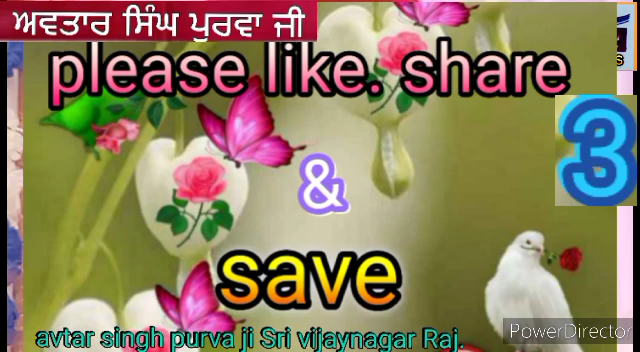 ਅਵਤਾਰ ਸਿੰਘ ਪੁਰਵਾ ਜੀ
please like. share
3
&
save
avtar singh purva ji Sri vijaynagar Raj.
PowerDirector